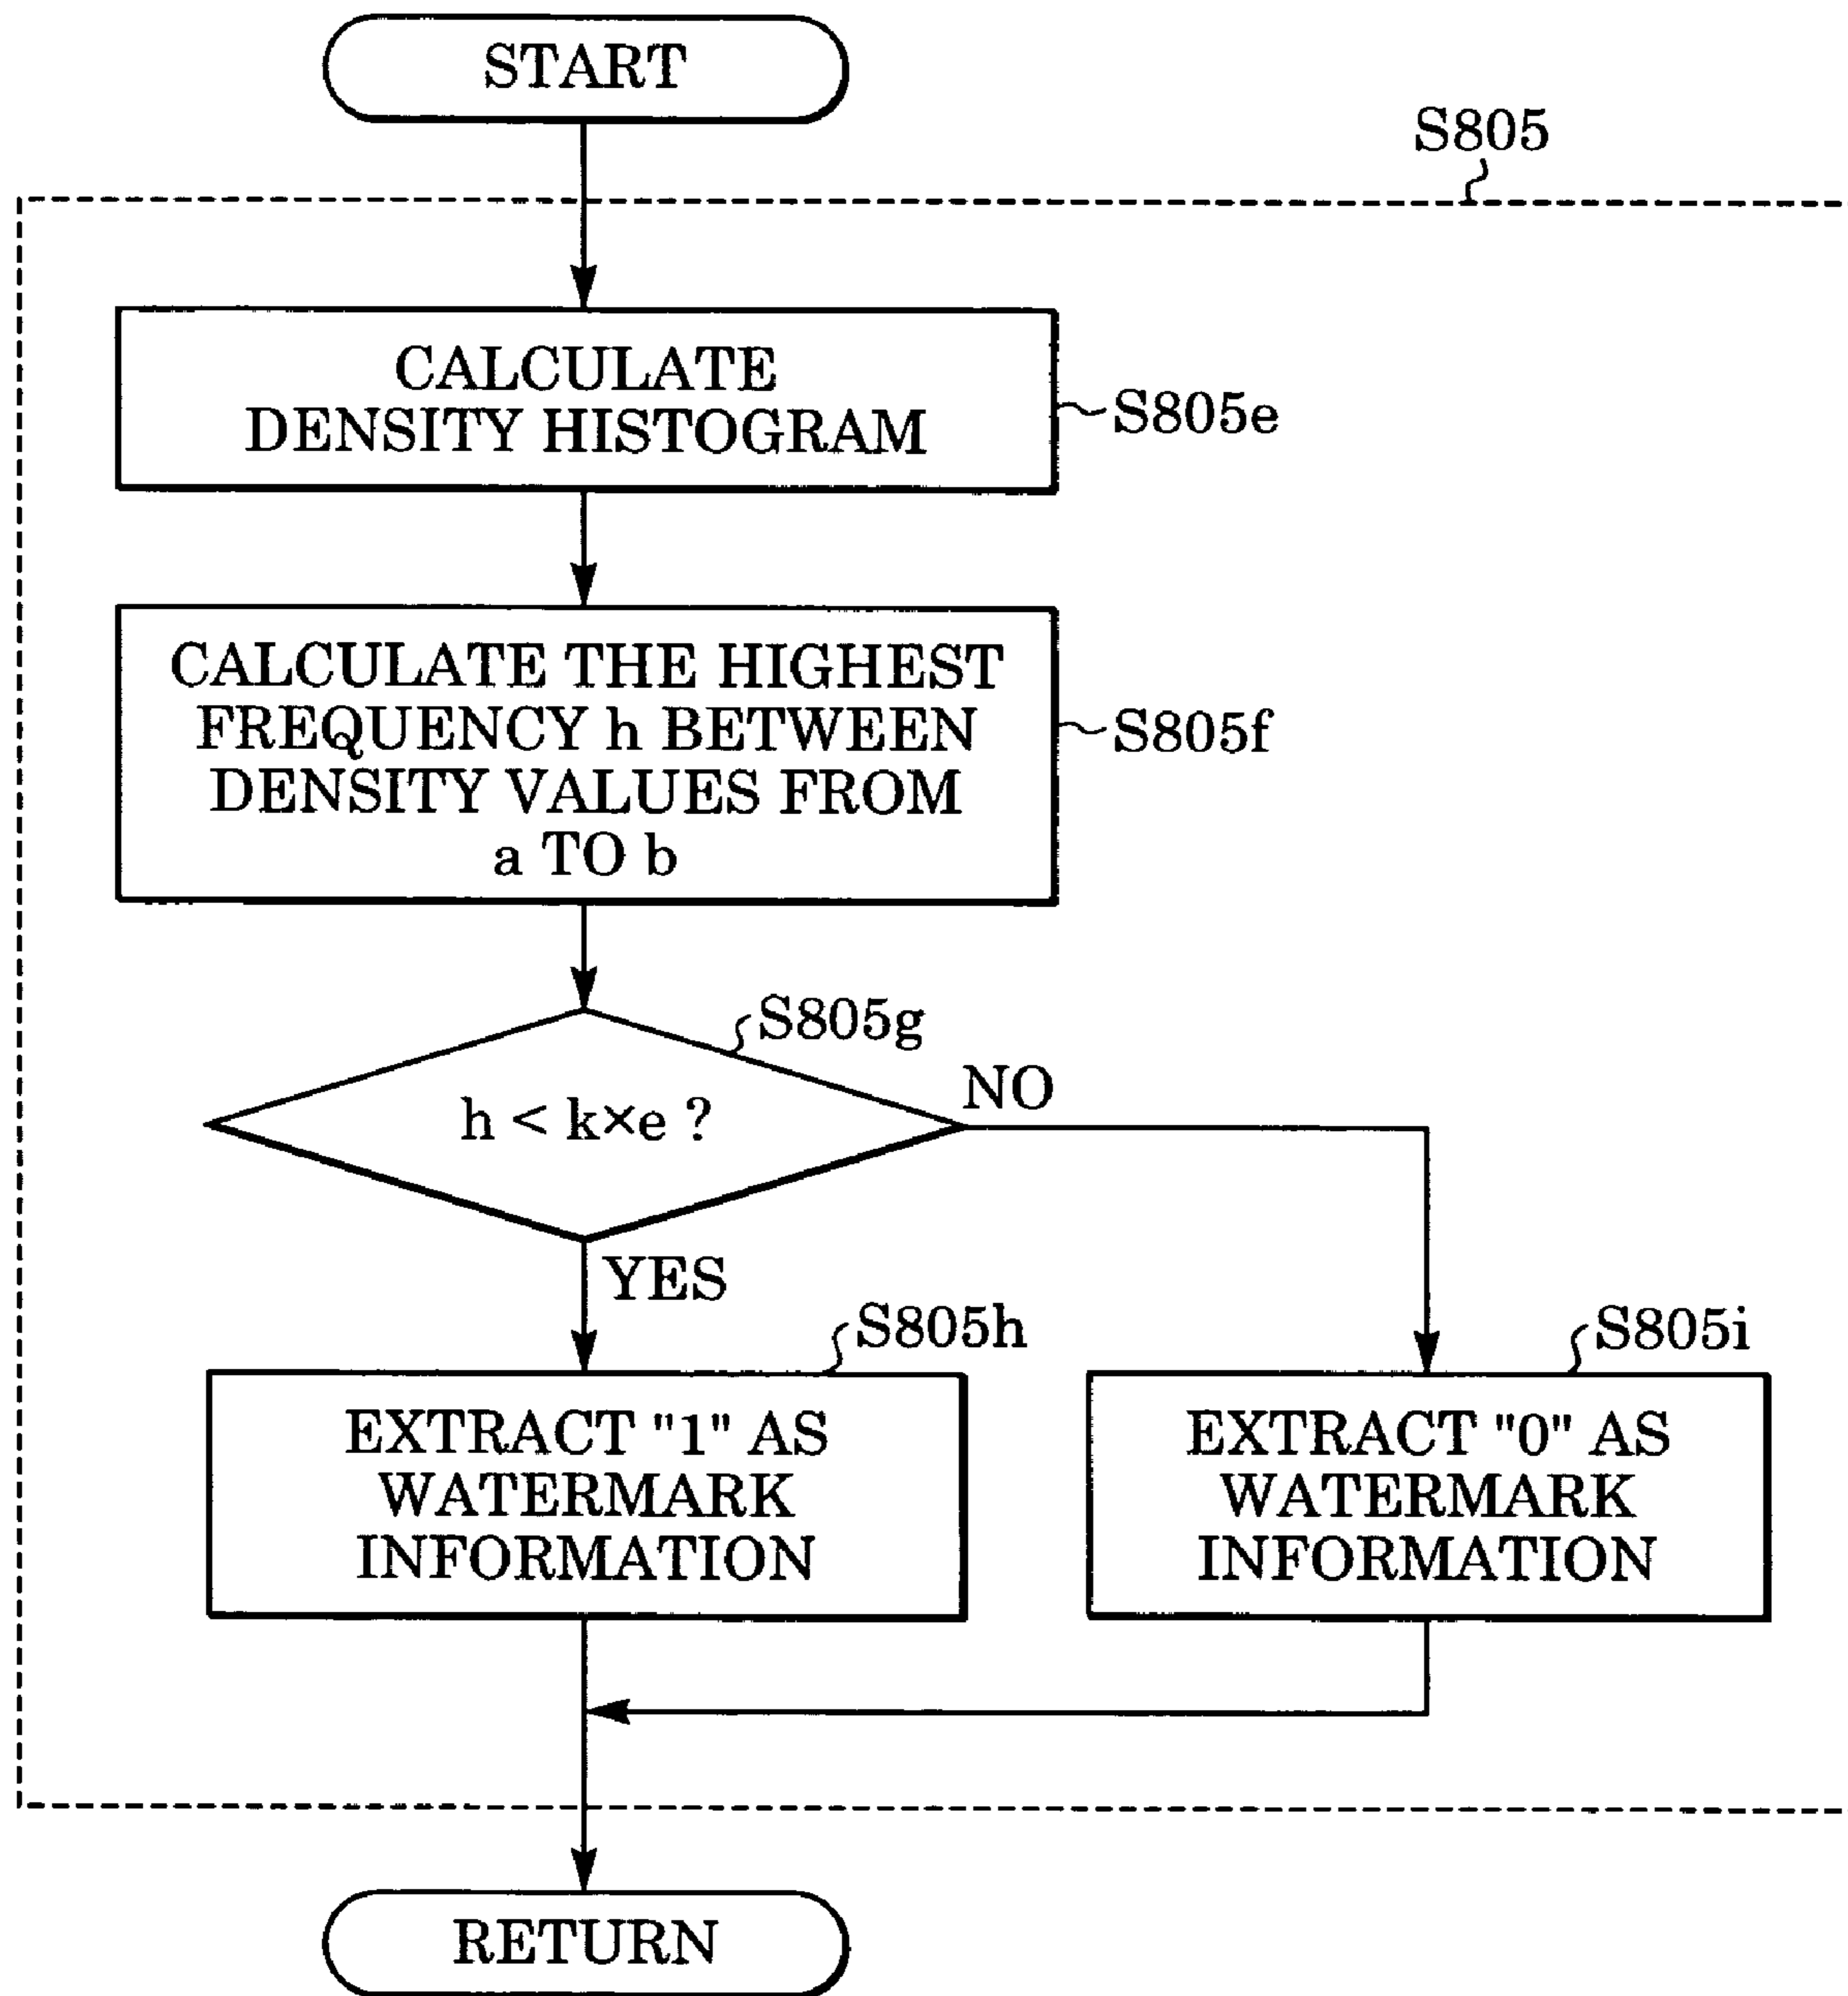 START
S805
CALCULATE
DENSITY HISTOGRAM
S805e
CALCULATE THE HIGHEST
FREQUENCY h BETWEEN
DENSITY VALUES FROM
a TO b
S805f
S805g
h < k×e ?
NO
YES
S805h
EXTRACT "1" AS
WATERMARK
INFORMATION
S805i
EXTRACT "0" AS
WATERMARK
INFORMATION
RETURN